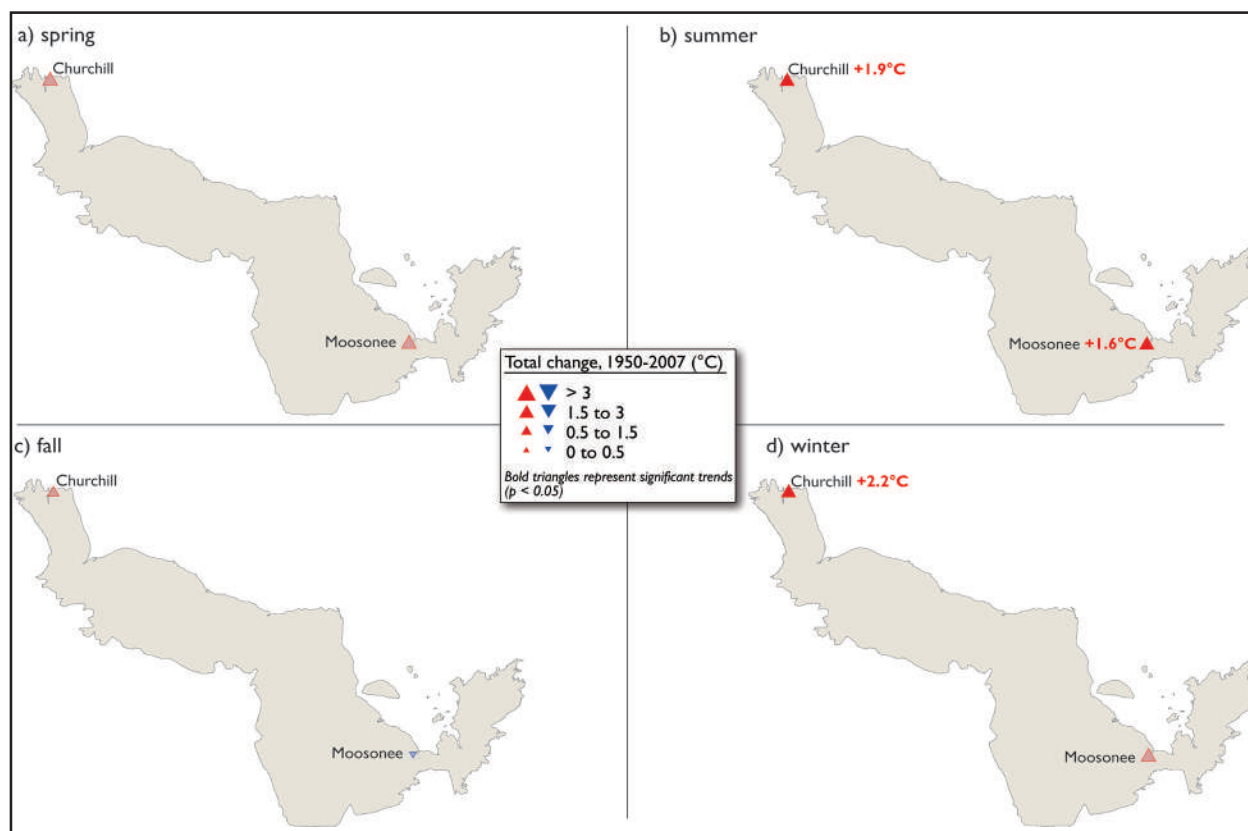 a) spring
Churchill
Moosonee
b) summer
Churchill +1.9°C
Moosonee +1.6°C
Total change, 1950-2007 (°C)
> 3
1.5 to 3
0.5 to 1.5
0 to 0.5
Bold triangles represent significant trends
(p < 0.05)
c) fall
Churchill
Moosonee
d) winter
Churchill +2.2°C
Moosonee